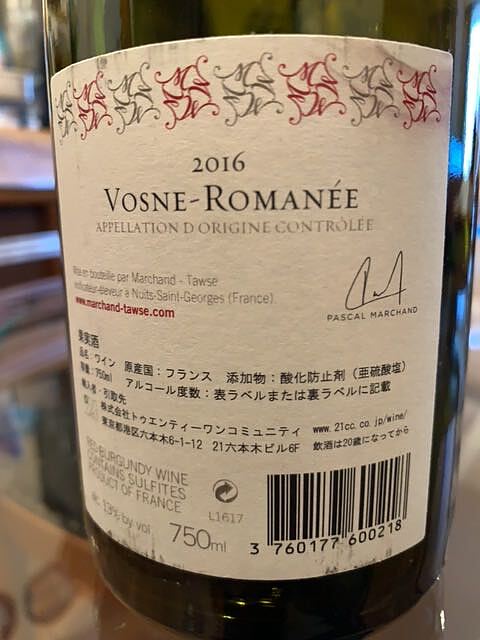 2016
VOSNE-ROMANÉE
APPELLATION D'ORIGINE CONTRÔLÉE
Mise en bouteille par Marchand - Tawse
négociateur-éleveur à Nuits-Saint-Georges (France).
www.marchand-tawse.com
PASCAL MARCHAND
果実酒
品名：ワイン 原産国：フランス 添加物：酸化防止剤（亜硫酸塩）
容量：750ml アルコール度数：表ラベルまたは裏ラベルに記載
輸入者・引取先
株式会社トゥエンティーワンコミュニティ www.21cc.co.jp/wine/
東京都港区六本木6-1-12 21六本木ビル6F 飲酒は20歳になってから
RED BURGUNDY WINE
CONTAINS SULFITES
PRODUCT OF FRANCE
alc. 13% by vol
750ml
L1617
3 760177 600218